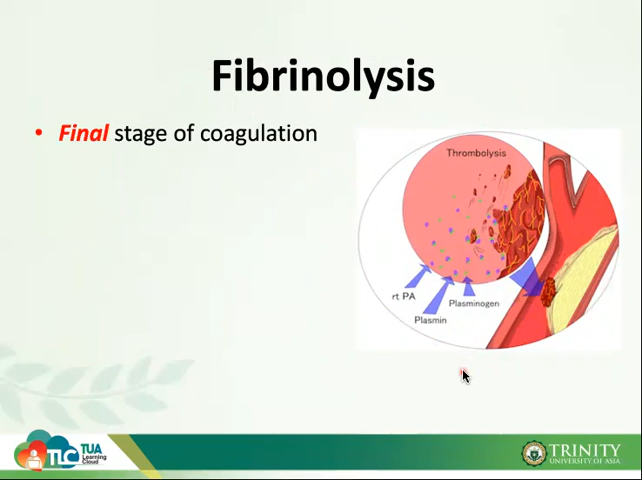 Fibrinolysis
• Final stage of coagulation
Thrombolysis
rt PA
Plasminogen
Plasmin
TLC
TUA
Learning
Cloud
TRINITY
UNIVERSITY OF ASIA